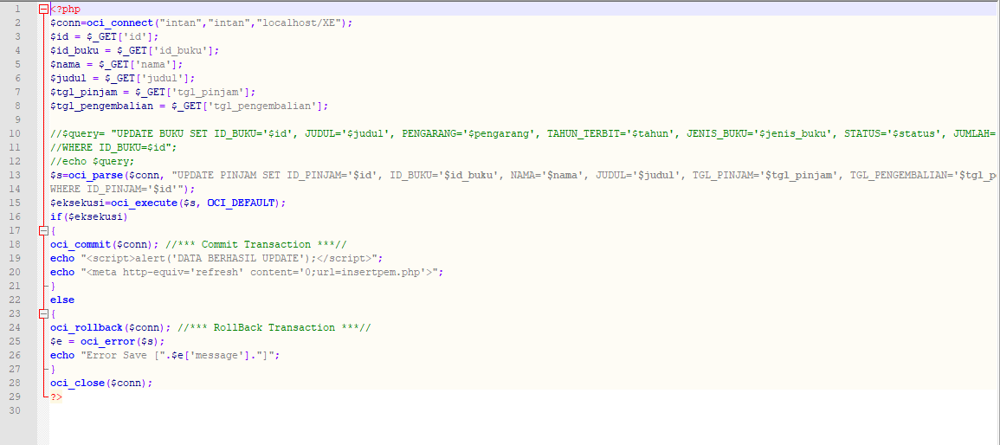 1 <?php
2 $conn=oci_connect("intan","intan","localhost/XE");
3 $id = $_GET['id'];
4 $id_buku = $_GET['id_buku'];
5 $nama = $_GET['nama'];
6 $judul = $_GET['judul'];
7 $tgl_pinjam = $_GET['tgl_pinjam'];
8 $tgl_pengembalian = $_GET['tgl_pengembalian'];
9
10 //$query= "UPDATE BUKU SET ID_BUKU='$id', JUDUL='$judul', PENGARANG='$pengarang', TAHUN_TERBIT='$tahun', JENIS_BUKU='$jenis_buku', STATUS='$status', JUMLAH=
11 //WHERE ID_BUKU=$id";
12 //echo $query;
13 $s=oci_parse($conn, "UPDATE PINJAM SET ID_PINJAM='$id', ID_BUKU='$id_buku', NAMA='$nama', JUDUL='$judul', TGL_PINJAM='$tgl_pinjam', TGL_PENGEMBALIAN='$tgl_p
14 WHERE ID_PINJAM='$id'");
15 $eksekusi=oci_execute($s, OCI_DEFAULT);
16 if($eksekusi)
17 {
18 oci_commit($conn); //*** Commit Transaction ***//
19 echo "<script>alert('DATA BERHASIL UPDATE');</script>";
20 echo "<meta http-equiv='refresh' content='0;url=insertpem.php'>";
21 }
22 else
23 {
24 oci_rollback($conn); //*** RollBack Transaction ***//
25 $e = oci_error($s);
26 echo "Error Save [".$e['message']."]";
27 }
28 oci_close($conn);
29 ?>
30